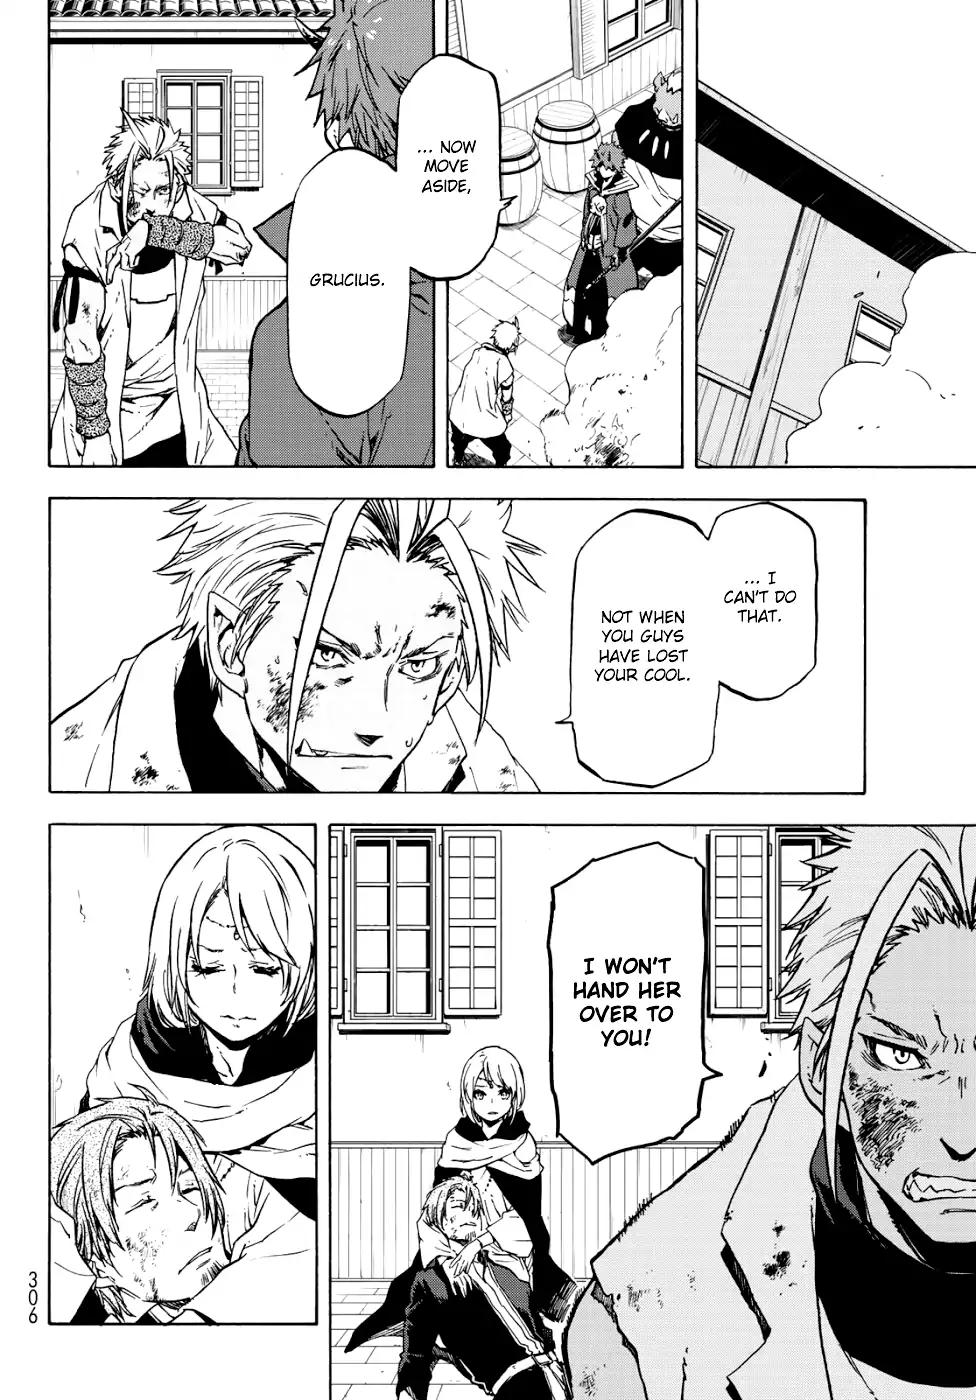 ... NOW
MOVE
ASIDE,
GRUCIUS.
... I
CAN'T DO
THAT.
NOT WHEN
YOU GUYS
HAVE LOST
YOUR COOL.
I WON'T
HAND HER
OVER TO
YOU!
306